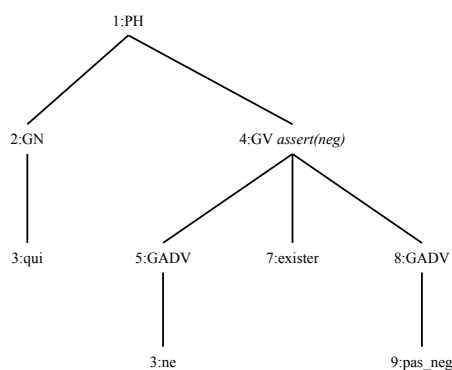 1:PH
2:GN 4:GV assert(neg)
3:qui 5:GADV 7:exister 8:GADV
3:ne 9:pas_neg